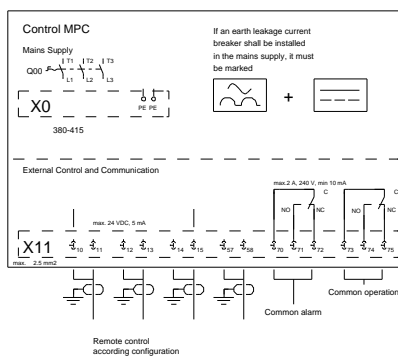 Control MPC
Mains Supply
T1 T2 T3
Q00
L1 L2 L3
X0
PE PE
380-415
If an earth leakage current
breaker shall be installed
in the mains supply, it must
be marked
+
External Control and Communication
max.2 A, 240 V, min 10 mA
C C
NO NC NO NC
max. 24 VDC, 5 mA
X11
10 11 12 13 14 15 57 58 70 71 72 73 74 75
max. 2.5 mm2
Common operation
Common alarm
Remote control
according configuration